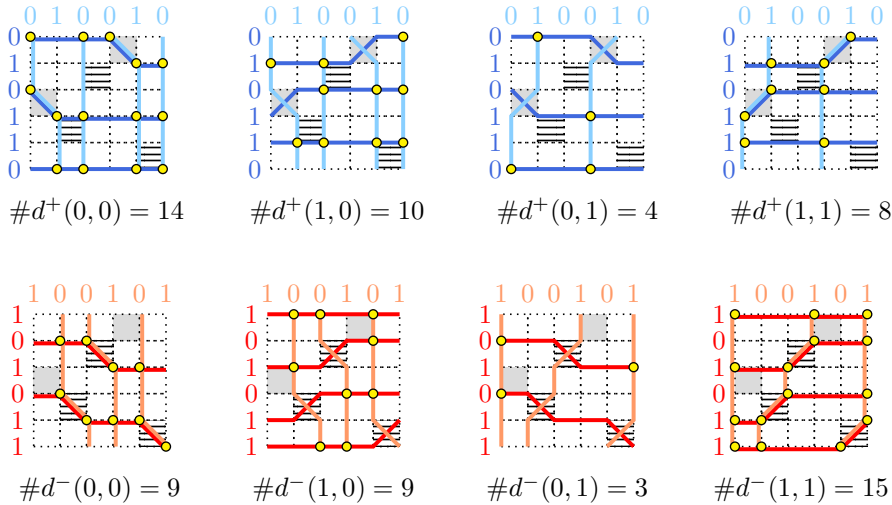 0 1 0 0 1 0 0 1 0 0 1 0 0 1 0 0 1 0 0 1 0 0 1 0
0 0 0 0
1 1 1 1
0 0 0 0
1 1 1 1
1 1 1 1
0 0 0 0
#d⁺(0, 0) = 14 #d⁺(1, 0) = 10 #d⁺(0, 1) = 4 #d⁺(1, 1) = 8
1 0 0 1 0 1 1 0 0 1 0 1 1 0 0 1 0 1 1 0 0 1 0 1
1 1 1 1
0 0 0 0
1 1 1 1
0 0 0 0
1 1 1 1
1 1 1 1
#d⁻(0, 0) = 9 #d⁻(1, 0) = 9 #d⁻(0, 1) = 3 #d⁻(1, 1) = 15